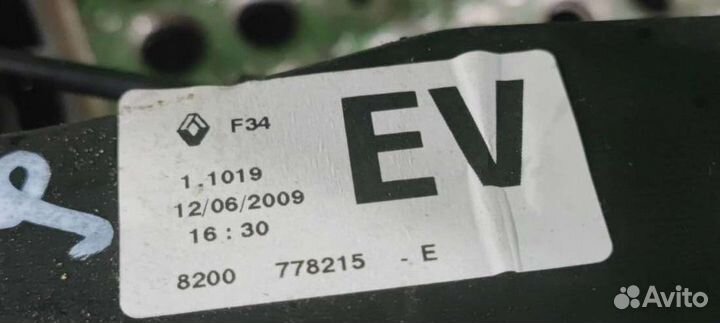 F34
EV
1.1019
12/06/2009
16:30
8200 778215 - E
Avito